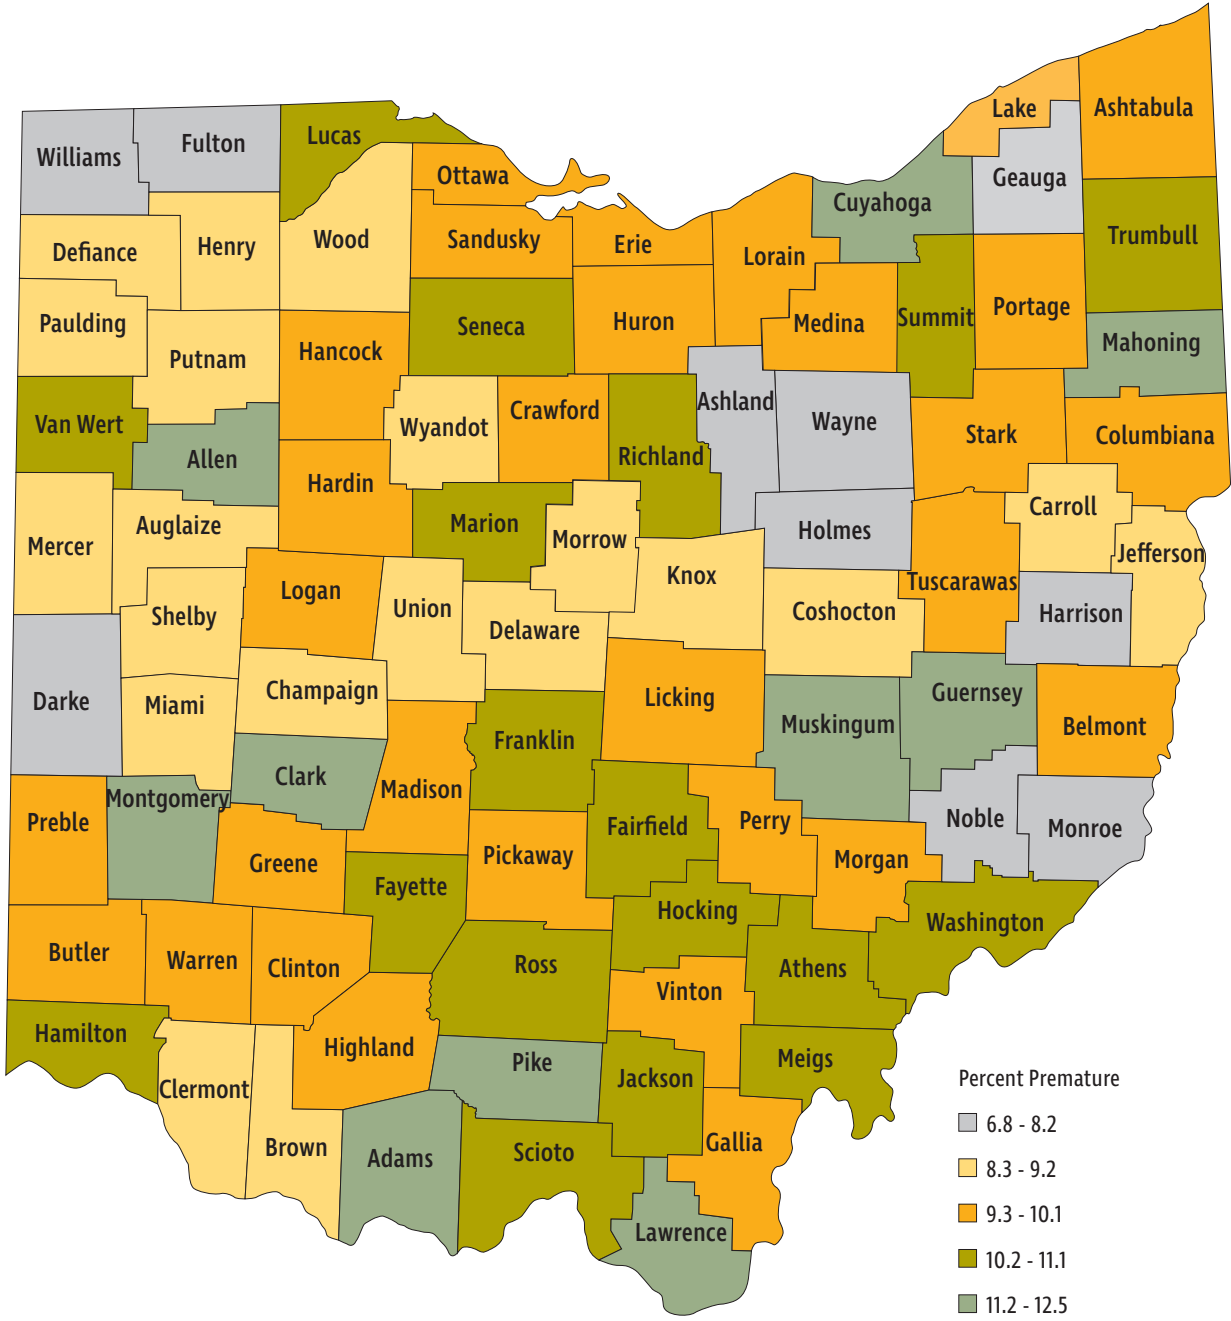 Lake
Ashtabula
Lucas
Fulton
Williams
Geauga
Ottawa
Cuyahoga
Trumbull
Wood
Sandusky
Erie
Henry
Defiance
Lorain
Portage
Summit
Medina
Huron
Seneca
Paulding
Mahoning
Hancock
Putnam
Ashland
Crawford
Wayne
Van Wert
Wyandot
Stark
Columbiana
Richland
Allen
Hardin
Carroll
Marion
Auglaize
Holmes
Morrow
Mercer
Jefferson
Knox
Tuscarawas
Logan
Union
Coshocton
Harrison
Shelby
Delaware
Champaign
Guernsey
Licking
Darke
Miami
Muskingum
Belmont
Franklin
Clark
Madison
Montgomery
Noble
Preble
Perry
Fairfield
Monroe
Pickaway
Morgan
Greene
Fayette
Hocking
Washington
Butler
Warren
Clinton
Ross
Athens
Vinton
Hamilton
Highland
Pike
Meigs
Jackson
Clermont
Gallia
Brown
Scioto
Adams
Lawrence
Percent Premature
6.8 - 8.2
8.3 - 9.2
9.3 - 10.1
10.2 - 11.1
11.2 - 12.5